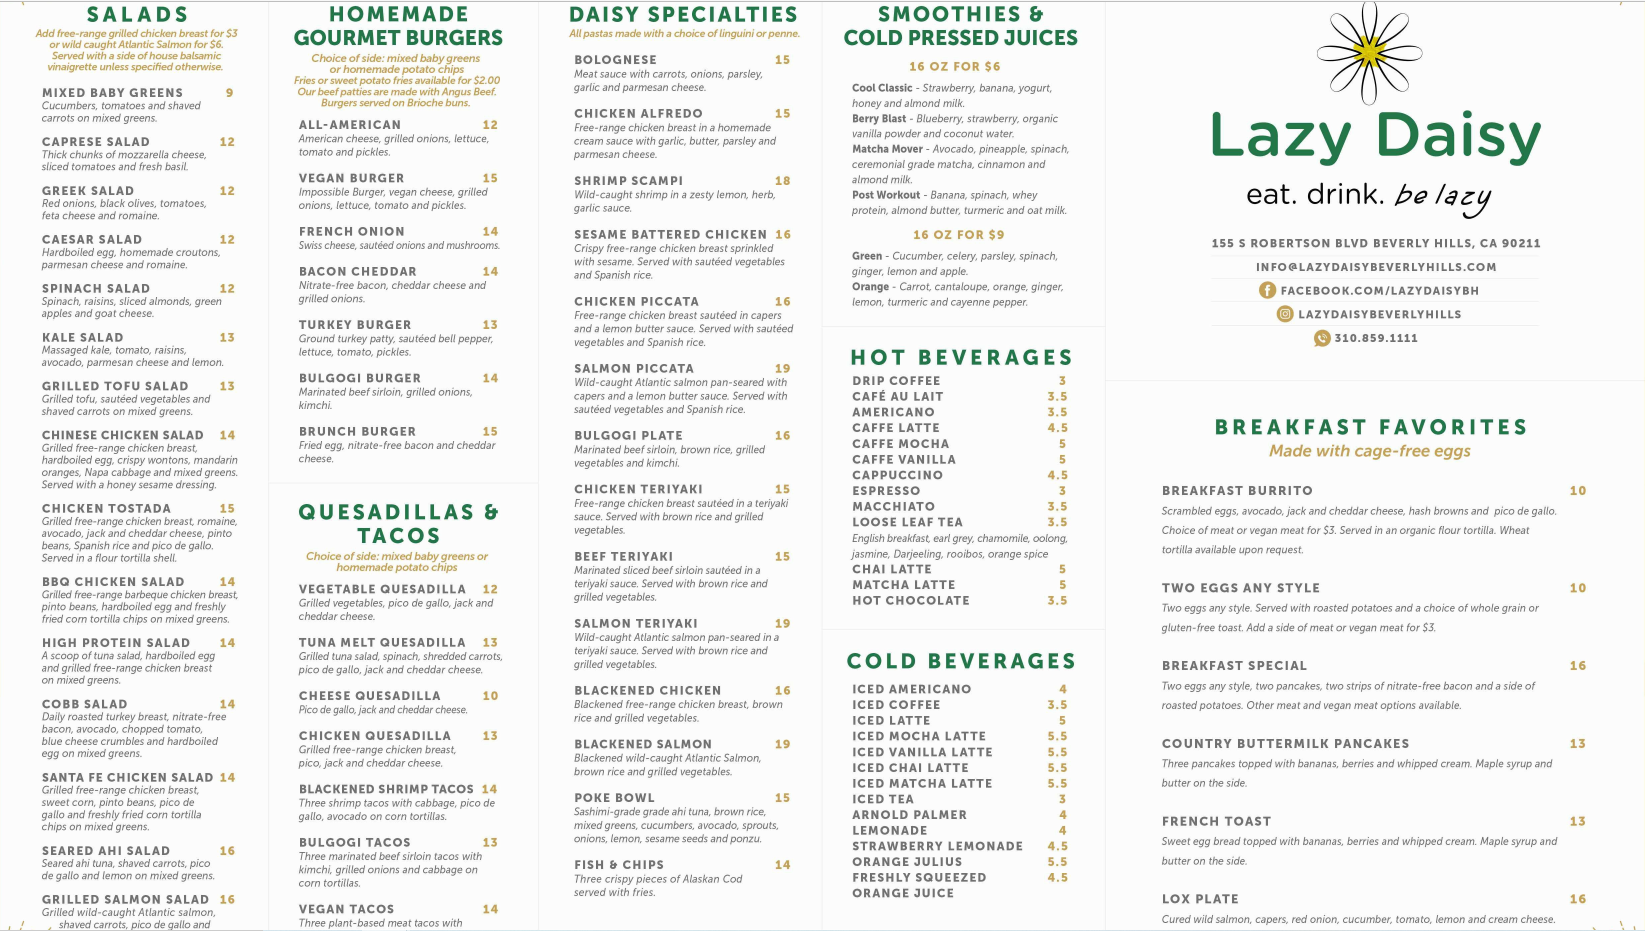 SALADS
Add free-range grilled chicken breast for $3
or wild caught Atlantic Salmon for $6.
Served with a side of house balsamic
vinaigrette unless specified otherwise.
MIXED BABY GREENS 9
Cucumbers, tomatoes and shaved
carrots on mixed greens.
CAPRESE SALAD 12
Thick chunks of mozzarella cheese,
sliced tomatoes and fresh basil.
GREEK SALAD 12
Red onions, black olives, tomatoes,
feta cheese and romaine.
CAESAR SALAD 12
Hardboiled egg, homemade croutons,
parmesan cheese and romaine.
SPINACH SALAD 12
Spinach, raisins, sliced almonds, green
apples and goat cheese.
KALE SALAD 13
Massaged kale, tomato, raisins,
avocado, parmesan cheese and lemon.
GRILLED TOFU SALAD 13
Grilled tofu, sautéed vegetables and
shaved carrots on mixed greens.
CHINESE CHICKEN SALAD 14
Grilled free-range chicken breast,
hardboiled egg, crispy wontons, mandarin
oranges, Napa cabbage and mixed greens.
Served with a honey sesame dressing.
CHICKEN TOSTADA 15
Grilled free-range chicken breast, romaine,
avocado, jack and cheddar cheese, pinto
beans, Spanish rice and pico de gallo.
Served in a flour tortilla shell.
BBQ CHICKEN SALAD 14
Grilled free-range barbeque chicken breast,
pinto beans, hardboiled egg and freshly
fried corn tortilla chips on mixed greens.
HIGH PROTEIN SALAD 14
A scoop of tuna salad, hardboiled egg
and grilled free-range chicken breast
on mixed greens.
COBB SALAD 14
Daily roasted turkey breast, nitrate-free
bacon, avocado, chopped tomato,
blue cheese crumbles and hardboiled
egg on mixed greens.
SANTA FE CHICKEN SALAD 14
Grilled free-range chicken breast,
sweet corn, pinto beans, pico de
gallo and freshly fried corn tortilla
chips on mixed greens.
SEARED AHI SALAD 16
Seared ahi tuna, shaved carrots, pico
de gallo and lemon on mixed greens.
GRILLED SALMON SALAD 16
Grilled wild-caught Atlantic salmon,
shaved carrots, pico de gallo and
HOMEMADE
GOURMET BURGERS
Choice of side: mixed baby greens
or homemade potato chips
Fries or sweet potato fries available for $2.00
Our beef patties are made with Angus Beef.
Burgers served on Brioche buns.
ALL-AMERICAN 12
American cheese, grilled onions, lettuce,
tomato and pickles.
VEGAN BURGER 15
Impossible Burger, vegan cheese, grilled
onions, lettuce, tomato and pickles.
FRENCH ONION 14
Swiss cheese, sautéed onions and mushrooms.
BACON CHEDDAR 14
Nitrate-free bacon, cheddar cheese and
grilled onions.
TURKEY BURGER 13
Ground turkey patty, sautéed bell pepper,
lettuce, tomato, pickles.
BULGOGI BURGER 14
Marinated beef sirloin, grilled onions,
kimchi.
BRUNCH BURGER 15
Fried egg, nitrate-free bacon and cheddar
cheese.
QUESADILLAS &
TACOS
Choice of side: mixed baby greens or
homemade potato chips
VEGETABLE QUESADILLA 12
Grilled vegetables, pico de gallo, jack and
cheddar cheese.
TUNA MELT QUESADILLA 13
Grilled tuna salad, spinach, shredded carrots,
pico de gallo, jack and cheddar cheese.
CHEESE QUESADILLA 10
Pico de gallo, jack and cheddar cheese.
CHICKEN QUESADILLA 13
Grilled free-range chicken breast,
pico, jack and cheddar cheese.
BLACKENED SHRIMP TACOS 14
Three shrimp tacos with cabbage, pico de
gallo, avocado on corn tortillas.
BULGOGI TACOS 13
Three marinated beef sirloin tacos with
kimchi, grilled onions and cabbage on
corn tortillas.
VEGAN TACOS 14
Three plant-based meat tacos with
DAISY SPECIALTIES
All pastas made with a choice of linguini or penne.
BOLOGNESE 15
Meat sauce with carrots, onions, parsley,
garlic and parmesan cheese.
CHICKEN ALFREDO 15
Free-range chicken breast in a homemade
cream sauce with garlic, butter, parsley and
parmesan cheese.
SHRIMP SCAMPI 18
Wild-caught shrimp in a zesty lemon, herb,
garlic sauce.
SESAME BATTERED CHICKEN 16
Crispy free-range chicken breast sprinkled
with sesame. Served with sautéed vegetables
and Spanish rice.
CHICKEN PICCATA 16
Free-range chicken breast sautéed in capers
and a lemon butter sauce. Served with sautéed
vegetables and Spanish rice.
SALMON PICCATA 19
Wild-caught Atlantic salmon pan-seared with
capers and a lemon butter sauce. Served with
sautéed vegetables and Spanish rice.
BULGOGI PLATE 16
Marinated beef sirloin, brown rice, grilled
vegetables and kimchi.
CHICKEN TERIYAKI 15
Free-range chicken breast sautéed in a teriyaki
sauce. Served with brown rice and grilled
vegetables.
BEEF TERIYAKI 15
Marinated sliced beef sirloin sautéed in a
teriyaki sauce. Served with brown rice and
grilled vegetables.
SALMON TERIYAKI 19
Wild-caught Atlantic salmon pan-seared in a
teriyaki sauce. Served with brown rice and
grilled vegetables.
BLACKENED CHICKEN 16
Blackened free-range chicken breast, brown
rice and grilled vegetables.
BLACKENED SALMON 19
Blackened wild-caught Atlantic Salmon,
brown rice and grilled vegetables.
POKE BOWL 15
Sashimi-grade grade ahi tuna, brown rice,
mixed greens, cucumbers, avocado, sprouts,
onions, lemon, sesame seeds and ponzu.
FISH & CHIPS 14
Three crispy pieces of Alaskan Cod
served with fries.
SMOOTHIES &
COLD PRESSED JUICES
16 OZ FOR $6
Cool Classic - Strawberry, banana, yogurt,
honey and almond milk.
Berry Blast - Blueberry, strawberry, organic
vanilla powder and coconut water.
Matcha Mover - Avocado, pineapple, spinach,
ceremonial grade matcha, cinnamon and
almond milk.
Post Workout - Banana, spinach, whey
protein, almond butter, turmeric and oat milk.
16 OZ FOR $9
Green - Cucumber, celery, parsley, spinach,
ginger, lemon and apple.
Orange - Carrot, cantaloupe, orange, ginger,
lemon, turmeric and cayenne pepper.
HOT BEVERAGES
DRIP COFFEE 3
CAFÉ AU LAIT 3.5
AMERICANO 3.5
CAFFE LATTE 4.5
CAFFE MOCHA 5
CAFFE VANILLA 5
CAPPUCCINO 4.5
ESPRESSO 3
MACCHIATO 3.5
LOOSE LEAF TEA 3.5
English breakfast, earl grey, chamomile, oolong,
jasmine, Darjeeling, rooibos, orange spice
CHAI LATTE 5
MATCHA LATTE 5
HOT CHOCOLATE 3.5
COLD BEVERAGES
ICED AMERICANO 4
ICED COFFEE 3.5
ICED LATTE 5
ICED MOCHA LATTE 5.5
ICED VANILLA LATTE 5.5
ICED CHAI LATTE 5.5
ICED MATCHA LATTE 5.5
ICED TEA 3
ARNOLD PALMER 4
LEMONADE 4
STRAWBERRY LEMONADE 4.5
ORANGE JULIUS 5.5
FRESHLY SQUEEZED 4.5
ORANGE JUICE
Lazy Daisy
eat. drink. be lazy
155 S ROBERTSON BLVD BEVERLY HILLS, CA 90211
INFO@LAZYDAISYBEVERLYHILLS.COM
FACEBOOK.COM/LAZYDAISYBH
LAZYDAISYBEVERLYHILLS
310.859.1111
BREAKFAST FAVORITES
Made with cage-free eggs
BREAKFAST BURRITO 10
Scrambled eggs, avocado, jack and cheddar cheese, hash browns and pico de gallo.
Choice of meat or vegan meat for $3. Served in an organic flour tortilla. Wheat
tortilla available upon request.
TWO EGGS ANY STYLE 10
Two eggs any style. Served with roasted potatoes and a choice of whole grain or
gluten-free toast. Add a side of meat or vegan meat for $3.
BREAKFAST SPECIAL 16
Two eggs any style, two pancakes, two strips of nitrate-free bacon and a side of
roasted potatoes. Other meat and vegan meat options available.
COUNTRY BUTTERMILK PANCAKES 13
Three pancakes topped with bananas, berries and whipped cream. Maple syrup and
butter on the side.
FRENCH TOAST 13
Sweet egg bread topped with bananas, berries and whipped cream. Maple syrup and
butter on the side.
LOX PLATE 16
Cured wild salmon, capers, red onion, cucumber, tomato, lemon and cream cheese.